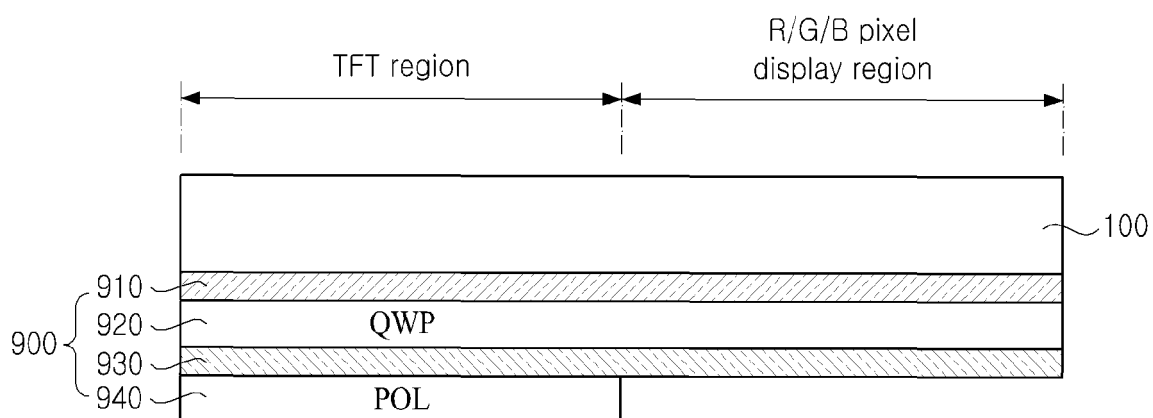 R/G/B pixel
display region
TFT region
100
910
920
QWP
900
930
940
POL